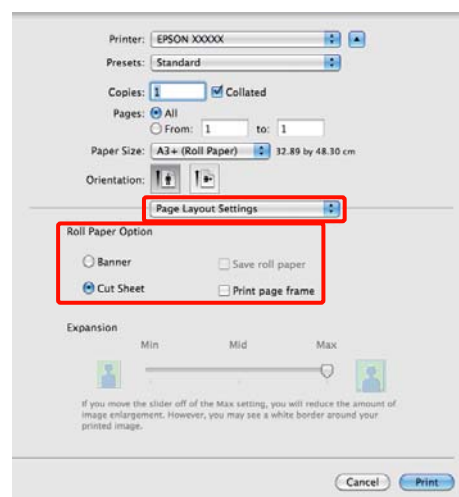 Printer: EPSON XXXXX
Presets: Standard
Copies: 1 Collated
Pages: All
From: 1 to: 1
Paper Size: A3+ (Roll Paper) 32.89 by 48.30 cm
Orientation:
Page Layout Settings
Roll Paper Option
Banner Save roll paper
Cut Sheet Print page frame
Expansion
Min Mid Max
If you move the slider off of the Max setting, you will reduce the amount of
image enlargement. However, you may see a white border around your
printed image.
Cancel Print